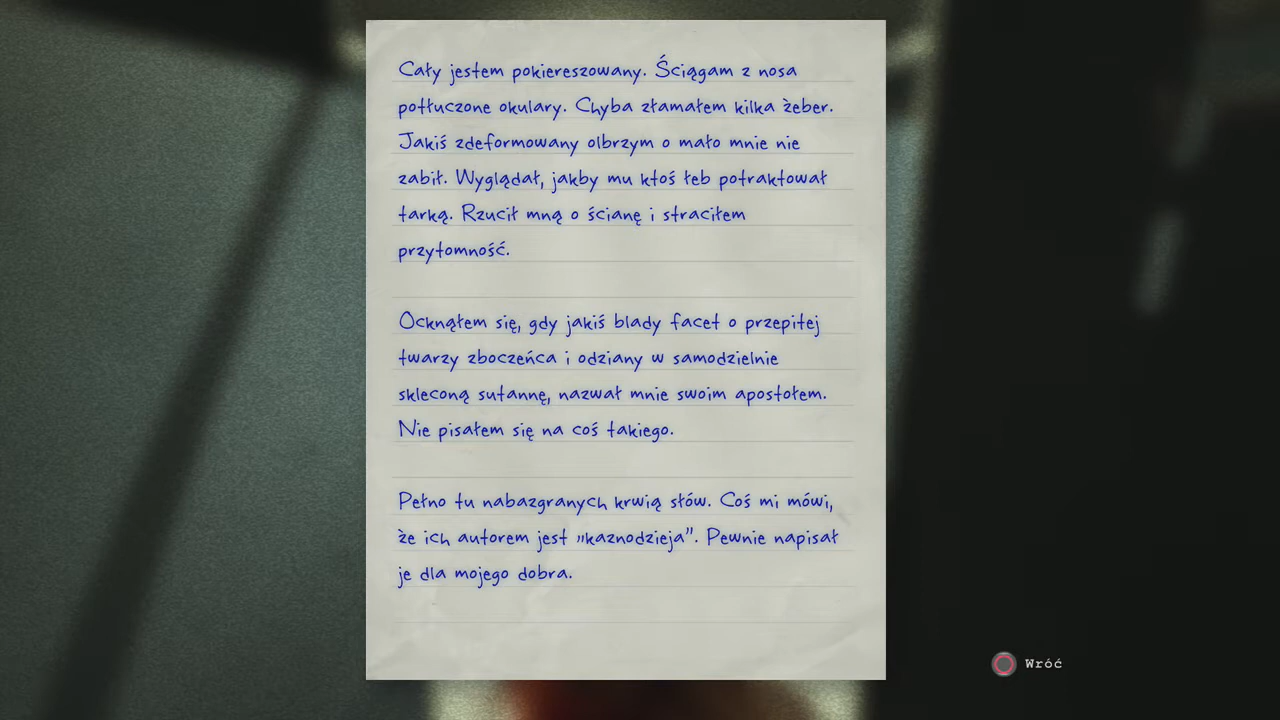 Cały jestem pokiereszowany. Ściągam z nosa
potłuczone okulary. Chyba złamałem kilka żeber.
Jakiś zdeformowany olbrzym o mało mnie nie
zabił. Wyglądał, jakby mu ktoś łeb potraktował
tarką. Rzucił mną o ścianę i straciłem
przytomność.
Ocknąłem się, gdy jakiś blady facet o przepitej
twarzy zboczeńca i odziany w samodzielnie
skleconą sutannę, nazwał mnie swoim apostołem.
Nie pisałem się na coś takiego.
Pełno tu nabazgranych krwią słów. Coś mi mówi,
że ich autorem jest „kaznodzieja”. Pewnie napisał
je dla mojego dobra.
Wróć